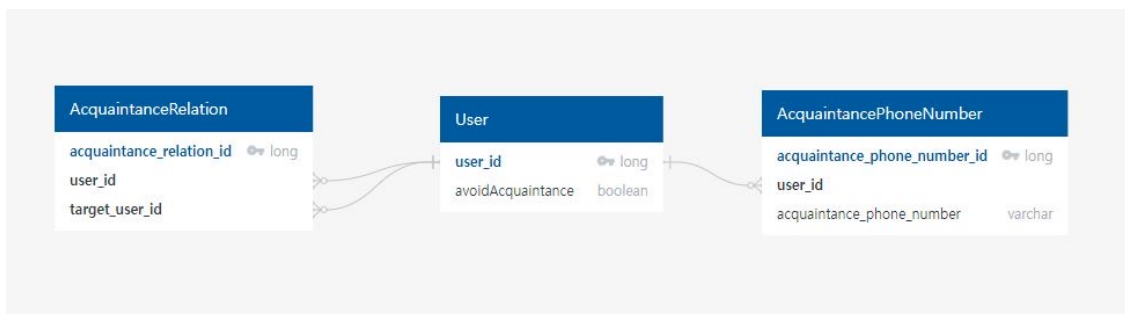 AcquaintanceRelation
acquaintance_relation_id long
user_id
target_user_id
User
user_id long
avoidAcquaintance boolean
AcquaintancePhoneNumber
acquaintance_phone_number_id long
user_id
acquaintance_phone_number varchar